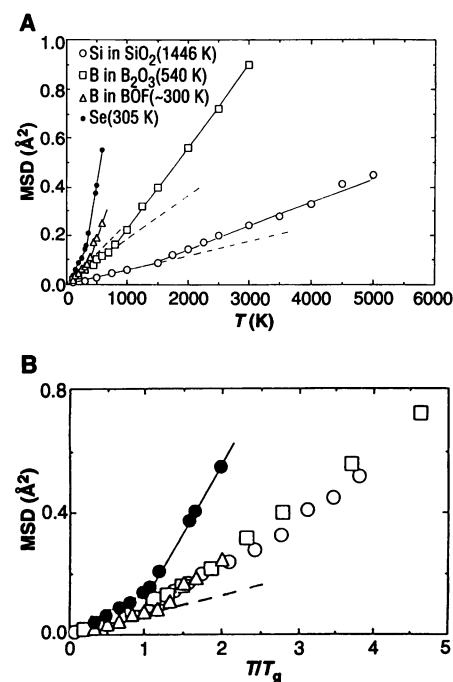 A
Si in SiO₂(1446 K)
B in B₂O₃(540 K)
B in BOF(~300 K)
Se(305 K)
MSD (Å²)
1.0
0.8
0.6
0.4
0.2
0.0
0 1000 2000 3000 4000 5000 6000
T (K)
B
MSD (Å²)
0.8
0.4
0.0
0 1 2 3 4 5
T/Tg